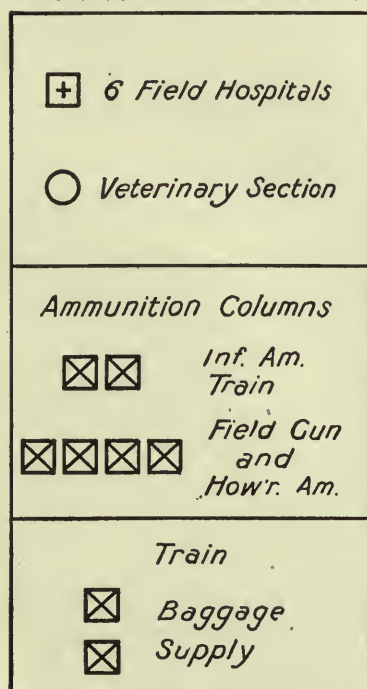 6 Field Hospitals
Veterinary Section
Ammunition Columns
Inf. Am.
Train
Field Gun
and
How'r. Am.
Train
Baggage
Supply